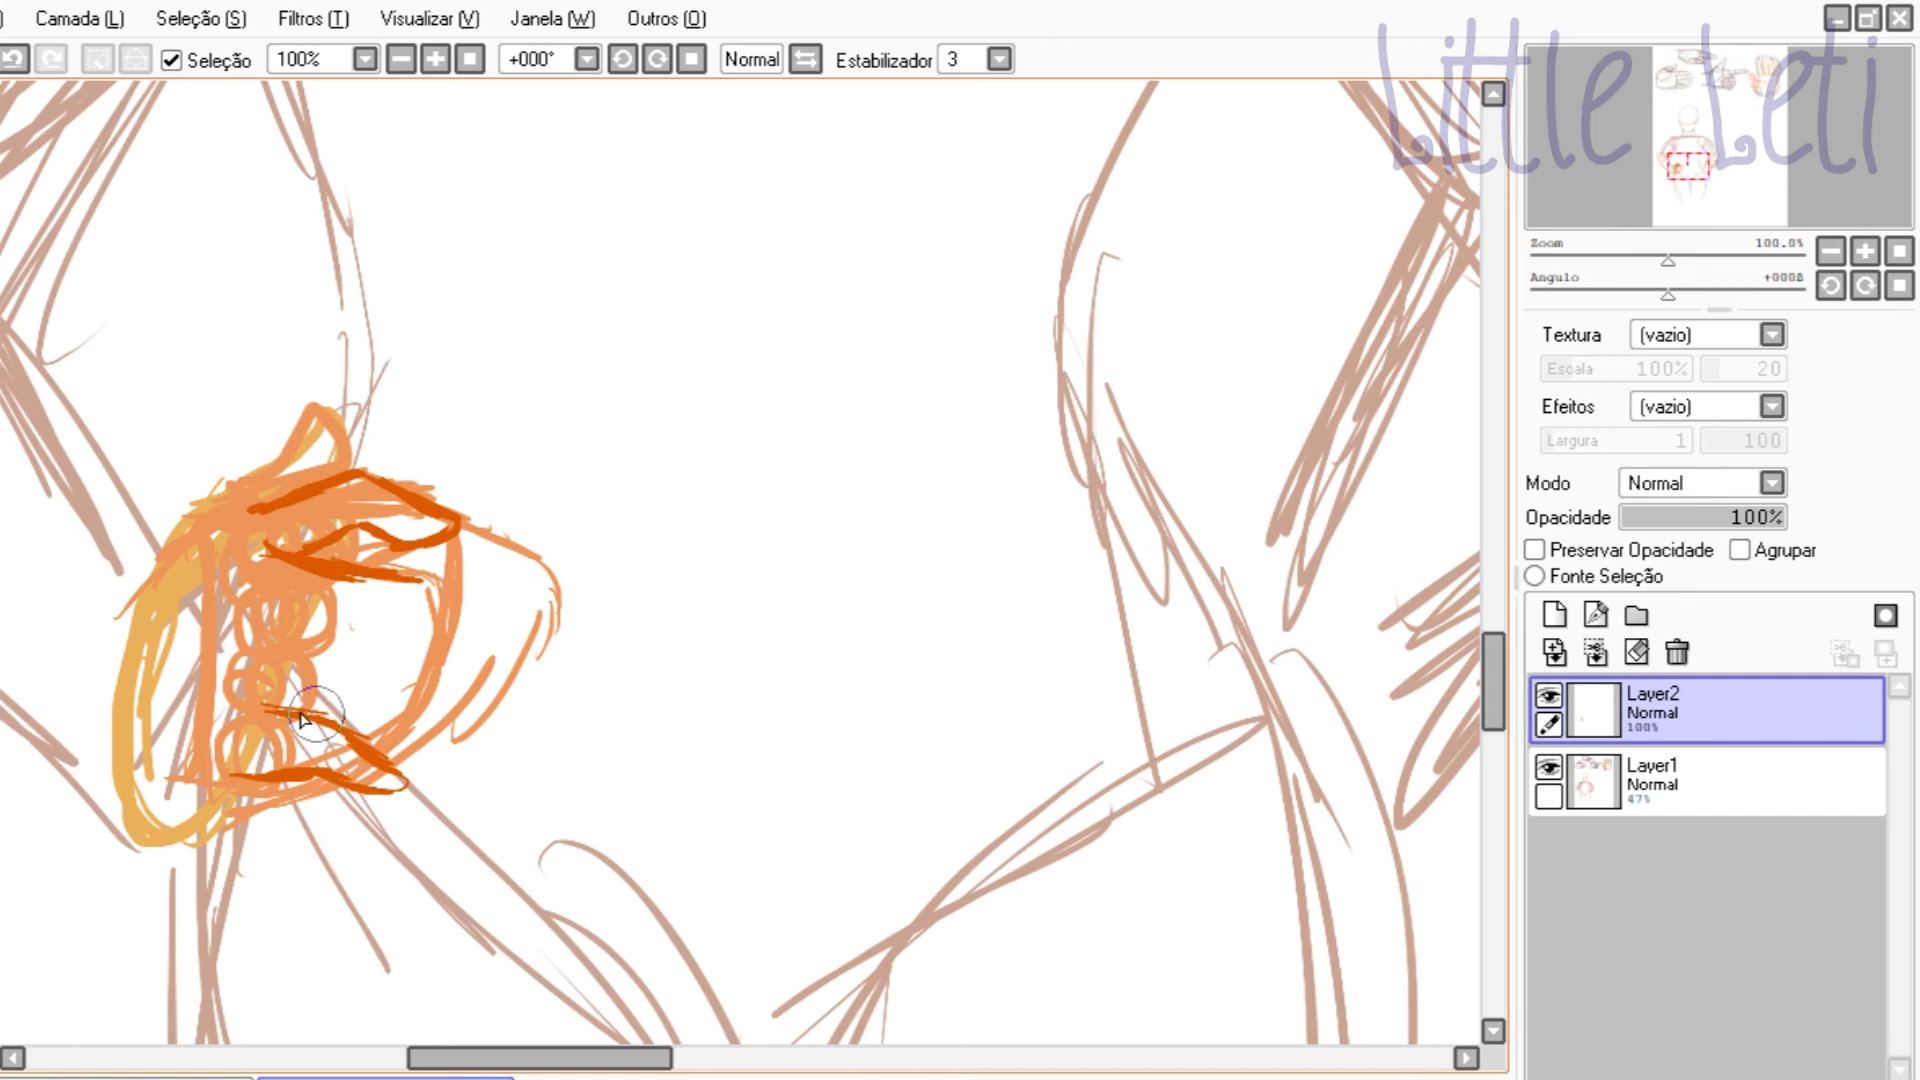 ) Camada (L) Seleção (S) Filtros (T) Visualizar (V) Janela (W) Outros (O)
Seleção 100% +000° Normal Estabilizador 3
Little Leti
Zoom 100.0%
Angulo +000ß
Textura (vazio)
Escala 100% 20
Efeitos (vazio)
Largura 1 100
Modo Normal
Opacidade 100%
Preservar Opacidade Agrupar
Fonte Seleção
Layer2
Normal
100%
Layer1
Normal
47%